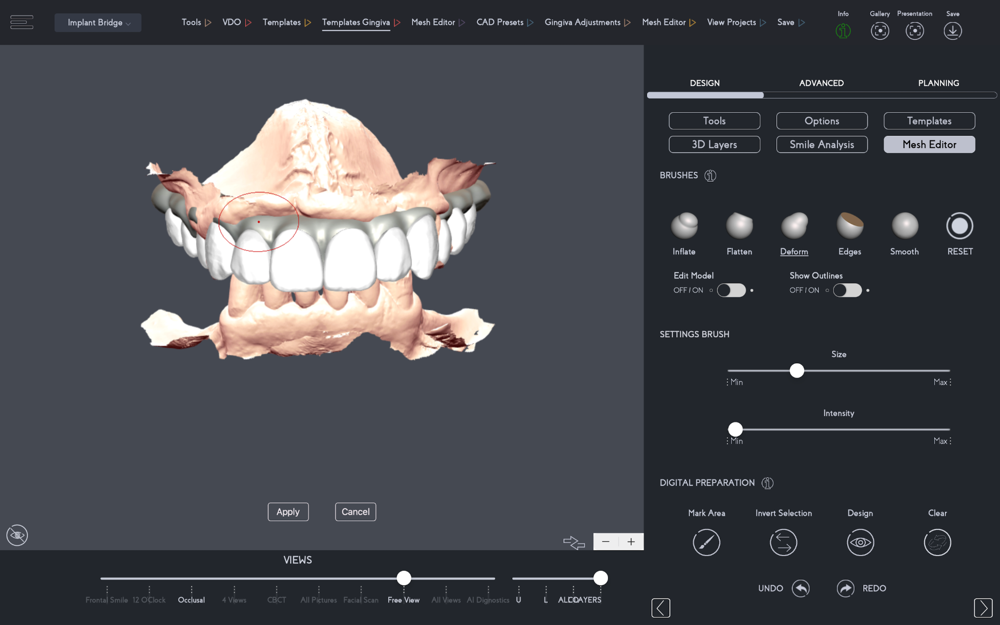 Implant Bridge
Tools VDO Templates Templates Gingiva Mesh Editor CAD Presets Gingiva Adjustments Mesh Editor View Projects Save
Info Gallery Presentation Save
DESIGN ADVANCED PLANNING
Tools Options Templates
3D Layers Smile Analysis Mesh Editor
BRUSHES
Inflate Flatten Deform Edges Smooth RESET
Edit Model Show Outlines
OFF / ON OFF / ON
SETTINGS BRUSH
Size
Min Max
Intensity
Min Max
DIGITAL PREPARATION
Mark Area Invert Selection Design Clear
UNDO REDO
Apply Cancel
− +
VIEWS
Frontal Smile 12 O'Clock Occlusal 4 Views CBCT All Pictures Facial Scan Free View All Views AI Dignostics U L ALL LAYERS